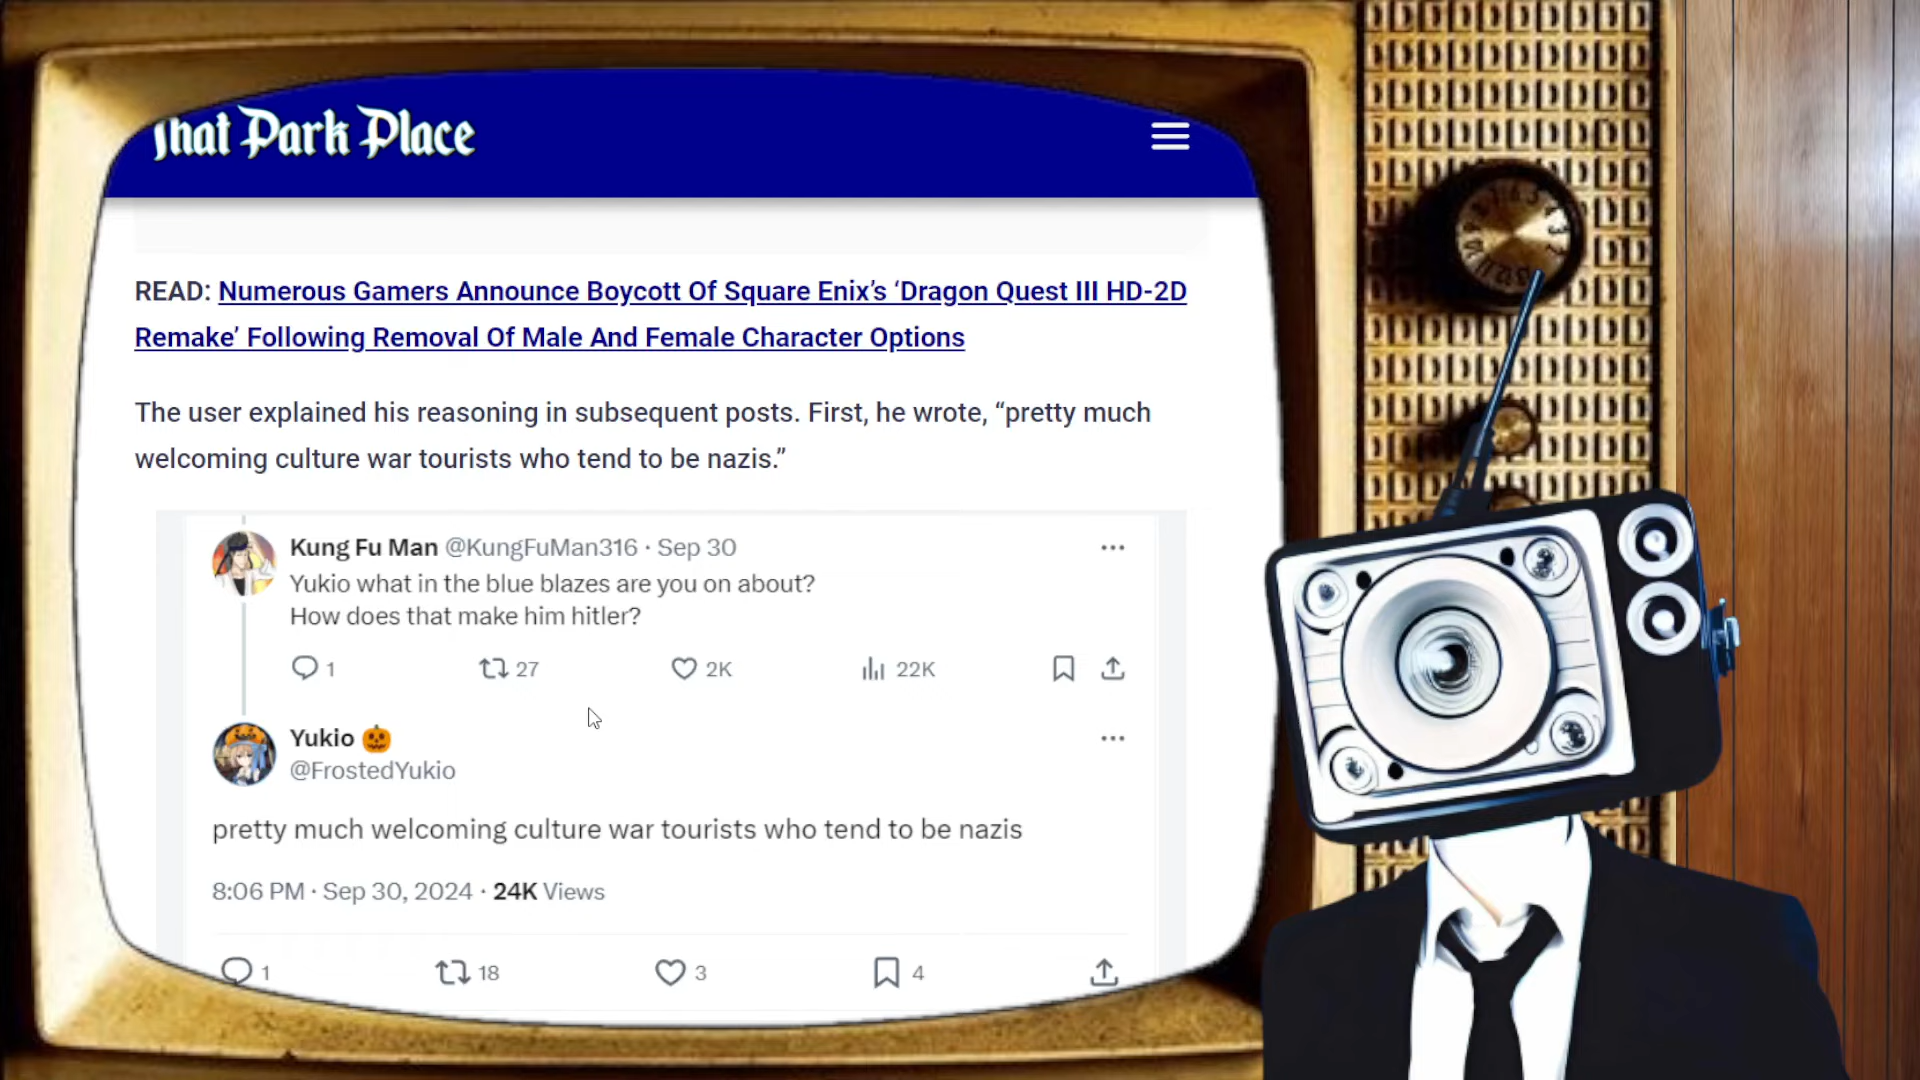 That Park Place
READ: Numerous Gamers Announce Boycott Of Square Enix’s ‘Dragon Quest III HD-2D
Remake’ Following Removal Of Male And Female Character Options
The user explained his reasoning in subsequent posts. First, he wrote, “pretty much
welcoming culture war tourists who tend to be nazis.”
Kung Fu Man @KungFuMan316 · Sep 30
Yukio what in the blue blazes are you on about?
How does that make him hitler?
1 27 2K 22K
Yukio 🎃
@FrostedYukio
pretty much welcoming culture war tourists who tend to be nazis
8:06 PM · Sep 30, 2024 · 24K Views
1 18 3 4